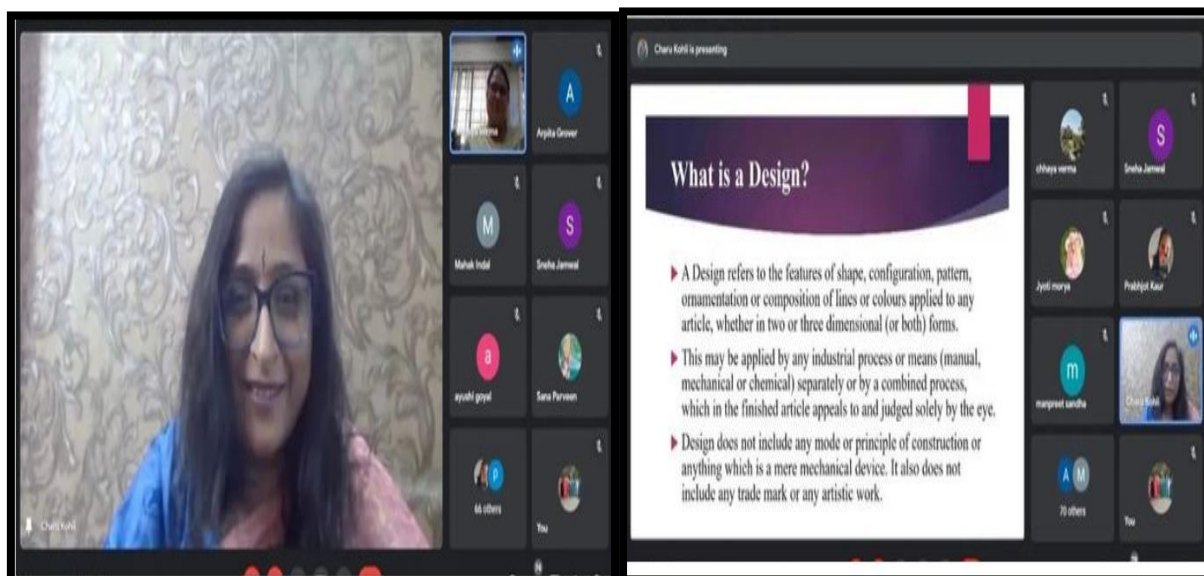 A
Arpita Grover
M
Mahak Indal
S
Sneha Jamwal
a
ayushi goyal
Sana Parveen
P
66 others
You
Charu Kohli
Charu Kohli is presenting
What is a Design?
A Design refers to the features of shape, configuration, pattern,
ornamentation or composition of lines or colours applied to any
article, whether in two or three dimensional (or both) forms.
This may be applied by any industrial process or means (manual,
mechanical or chemical) separately or by a combined process,
which in the finished article appeals to and judged solely by the eye.
Design does not include any mode or principle of construction or
anything which is a mere mechanical device. It also does not
include any trade mark or any artistic work.
chhaya verma
S
Sneha Jamwal
Jyoti morya
Prabhjot Kaur
m
manpreet sandha
Charu Kohli
A M
70 others
You